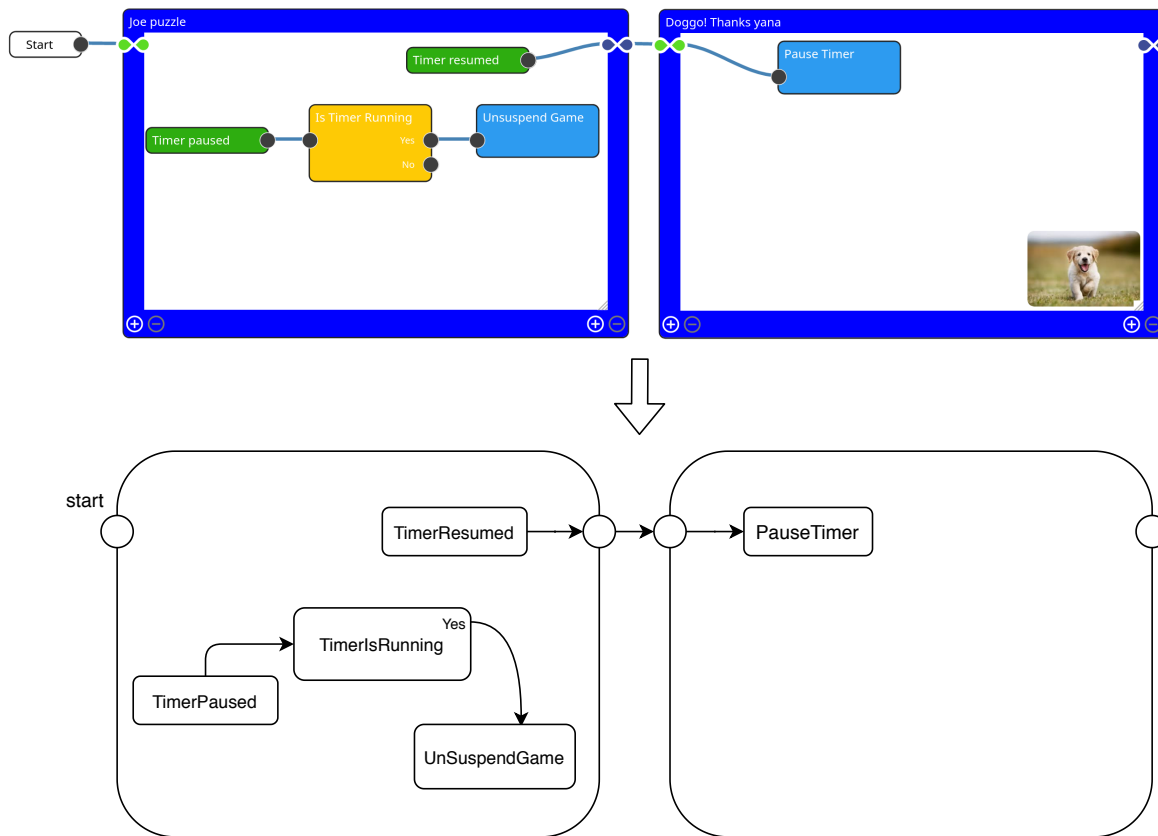 Joe puzzle
Doggo! Thanks yana
Start
Timer resumed
Pause Timer
Is Timer Running
Unsuspend Game
Timer paused
Yes
No
start
TimerResumed
PauseTimer
Yes
TimerIsRunning
TimerPaused
UnSuspendGame